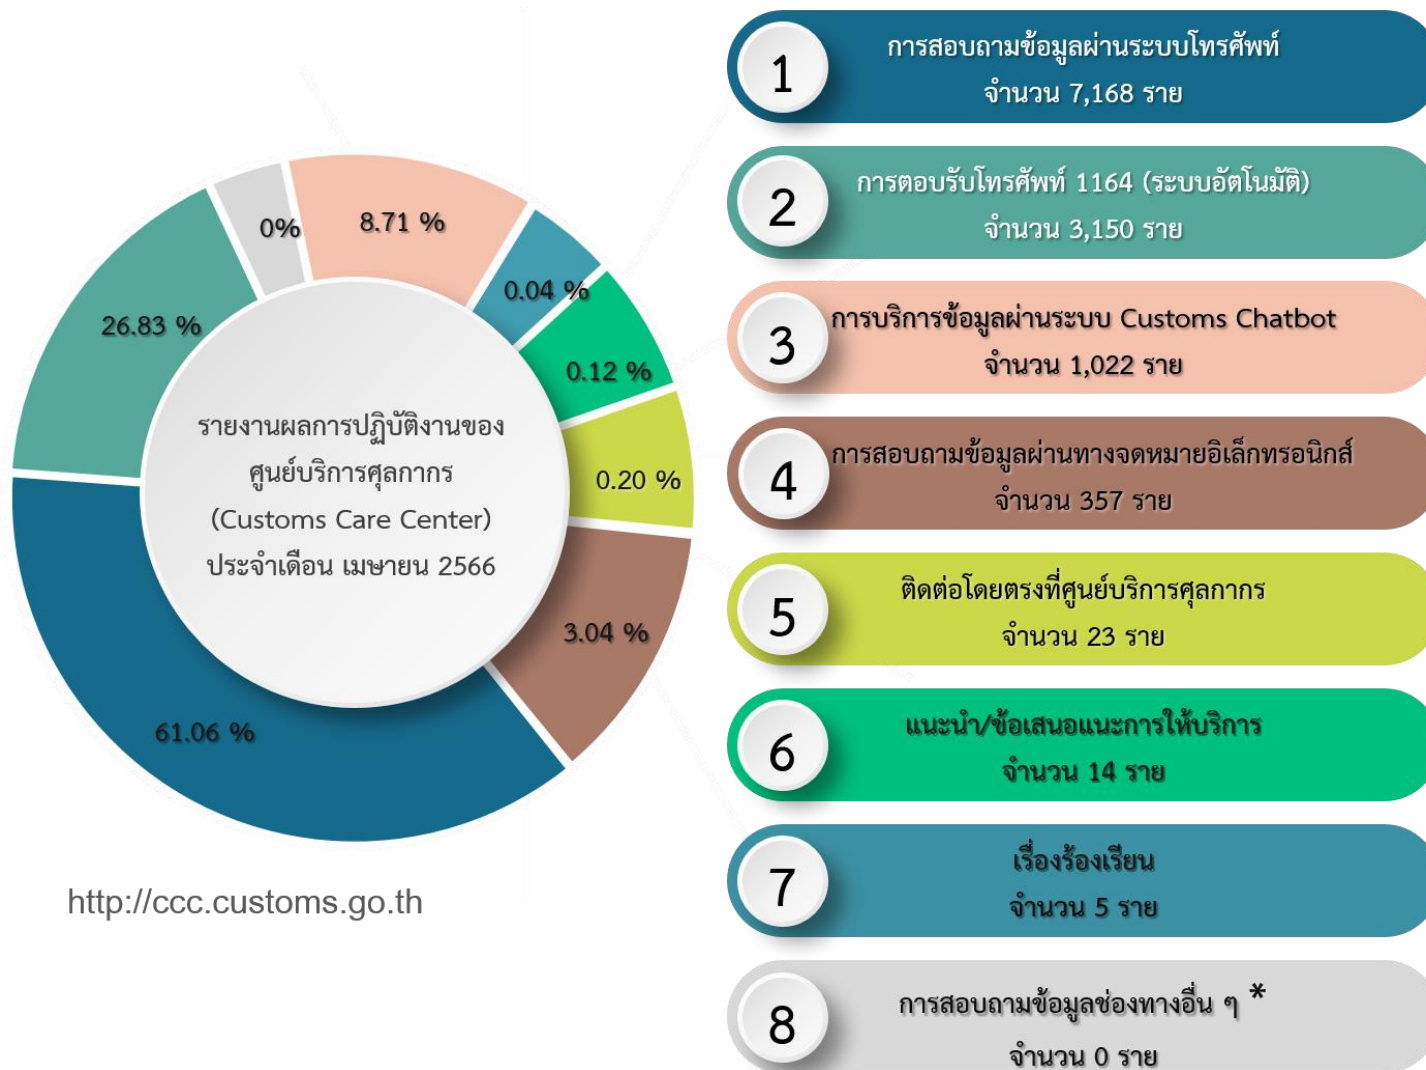 8.71 %
0%
0.04 %
26.83 %
0.12 %
0.20 %
3.04 %
61.06 %
รายงานผลการปฏิบัติงานของ
ศูนย์บริการศุลกากร
(Customs Care Center)
ประจำเดือน เมษายน 2566
http://ccc.customs.go.th
1
การสอบถามข้อมูลผ่านระบบโทรศัพท์
จำนวน 7,168 ราย
2
การตอบรับโทรศัพท์ 1164 (ระบบอัตโนมัติ)
จำนวน 3,150 ราย
3
การบริการข้อมูลผ่านระบบ Customs Chatbot
จำนวน 1,022 ราย
4
การสอบถามข้อมูลผ่านทางจดหมายอิเล็กทรอนิกส์
จำนวน 357 ราย
5
ติดต่อโดยตรงที่ศูนย์บริการศุลกากร
จำนวน 23 ราย
6
แนะนำ/ข้อเสนอแนะการให้บริการ
จำนวน 14 ราย
7
เรื่องร้องเรียน
จำนวน 5 ราย
8
การสอบถามข้อมูลช่องทางอื่น ๆ *
จำนวน 0 ราย